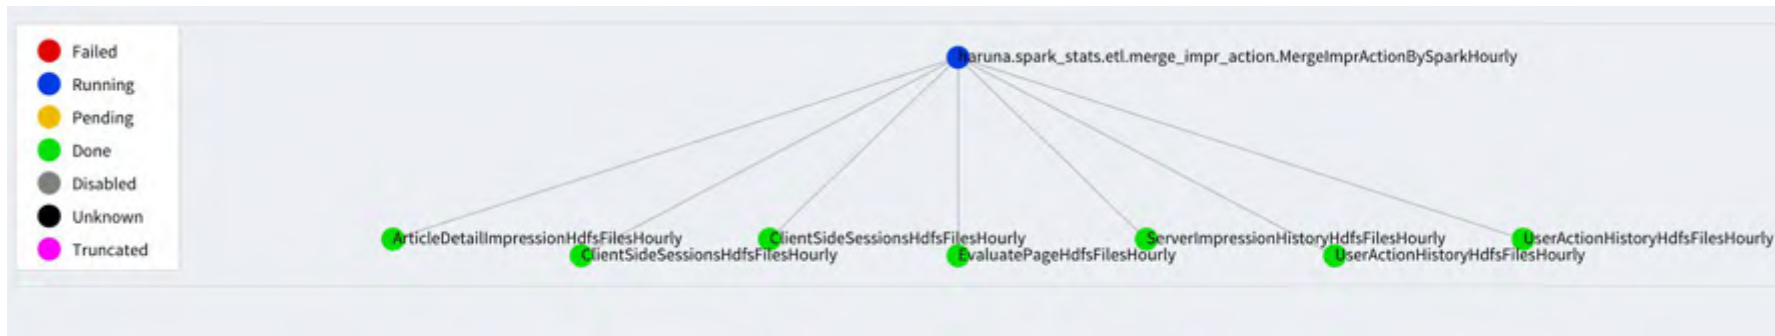 Failed
Running
Pending
Done
Disabled
Unknown
Truncated
haruna.spark_stats.etl.merge_impr_action.MergeImprActionBySparkHourly
ArticleDetailImpressionHdfsFilesHourly
ClientSideSessionsHdfsFilesHourly
ServerImpressionHistoryHdfsFilesHourly
UserActionHistoryHdfsFilesHourly
ClientSideSessionsHdfsFilesHourly
EvaluatePageHdfsFilesHourly
UserActionHistoryHdfsFilesHourly